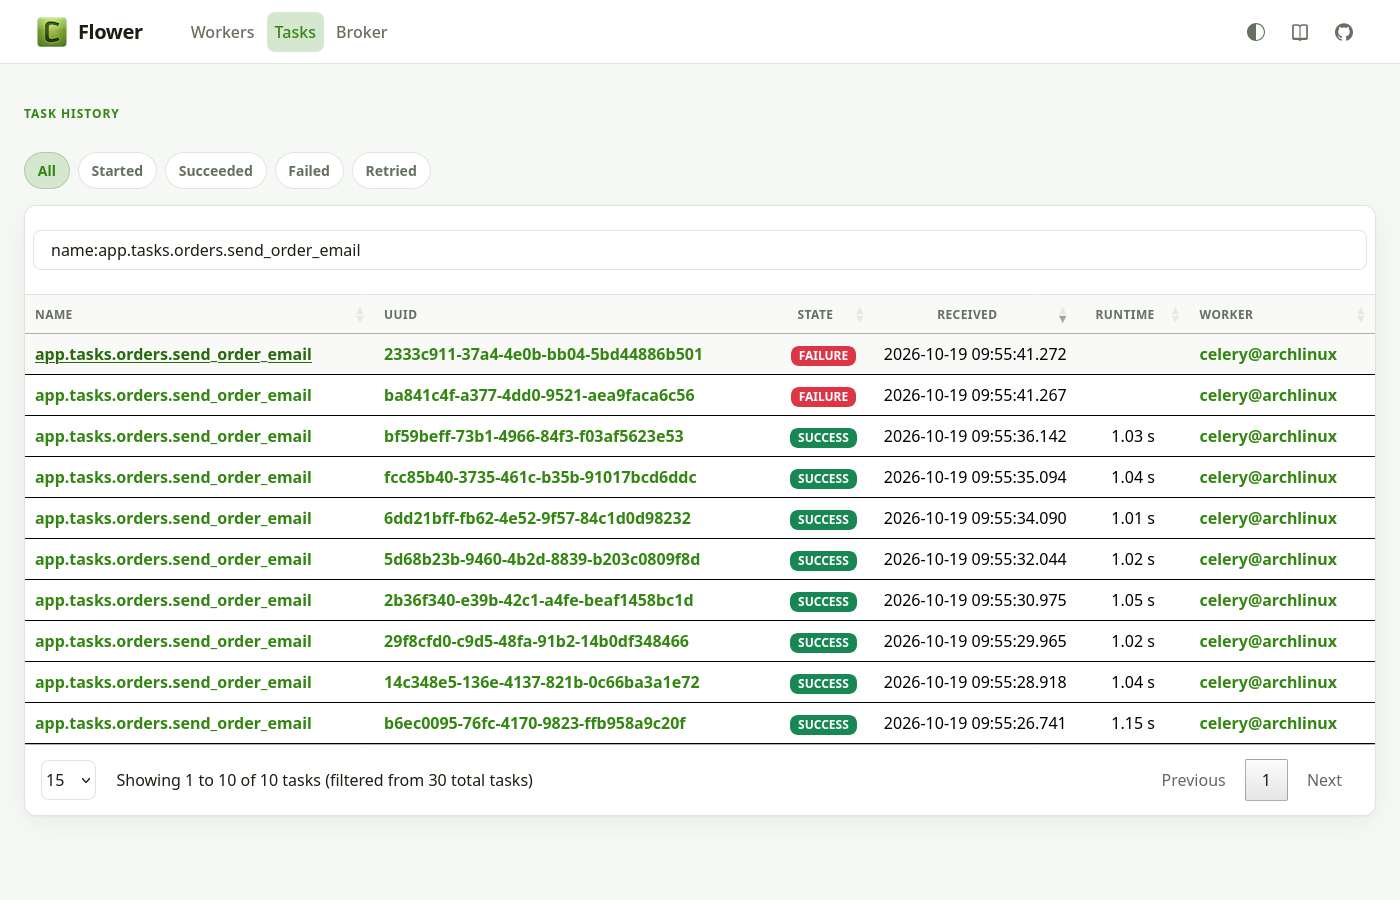 C Flower Workers Tasks Broker
TASK HISTORY
All Started Succeeded Failed Retried
name:app.tasks.orders.send_order_email
NAME UUID STATE RECEIVED RUNTIME WORKER
app.tasks.orders.send_order_email 2333c911-37a4-4e0b-bb04-5bd44886b501 FAILURE 2026-10-19 09:55:41.272 celery@archlinux
app.tasks.orders.send_order_email ba841c4f-a377-4dd0-9521-aea9faca6c56 FAILURE 2026-10-19 09:55:41.267 celery@archlinux
app.tasks.orders.send_order_email bf59beff-73b1-4966-84f3-f03af5623e53 SUCCESS 2026-10-19 09:55:36.142 1.03 s celery@archlinux
app.tasks.orders.send_order_email fcc85b40-3735-461c-b35b-91017bcd6ddc SUCCESS 2026-10-19 09:55:35.094 1.04 s celery@archlinux
app.tasks.orders.send_order_email 6dd21bff-fb62-4e52-9f57-84c1d0d98232 SUCCESS 2026-10-19 09:55:34.090 1.01 s celery@archlinux
app.tasks.orders.send_order_email 5d68b23b-9460-4b2d-8839-b203c0809f8d SUCCESS 2026-10-19 09:55:32.044 1.02 s celery@archlinux
app.tasks.orders.send_order_email 2b36f340-e39b-42c1-a4fe-beaf1458bc1d SUCCESS 2026-10-19 09:55:30.975 1.05 s celery@archlinux
app.tasks.orders.send_order_email 29f8cfd0-c9d5-48fa-91b2-14b0df348466 SUCCESS 2026-10-19 09:55:29.965 1.02 s celery@archlinux
app.tasks.orders.send_order_email 14c348e5-136e-4137-821b-0c66ba3a1e72 SUCCESS 2026-10-19 09:55:28.918 1.04 s celery@archlinux
app.tasks.orders.send_order_email b6ec0095-76fc-4170-9823-ffb958a9c20f SUCCESS 2026-10-19 09:55:26.741 1.15 s celery@archlinux
15 Showing 1 to 10 of 10 tasks (filtered from 30 total tasks) Previous 1 Next